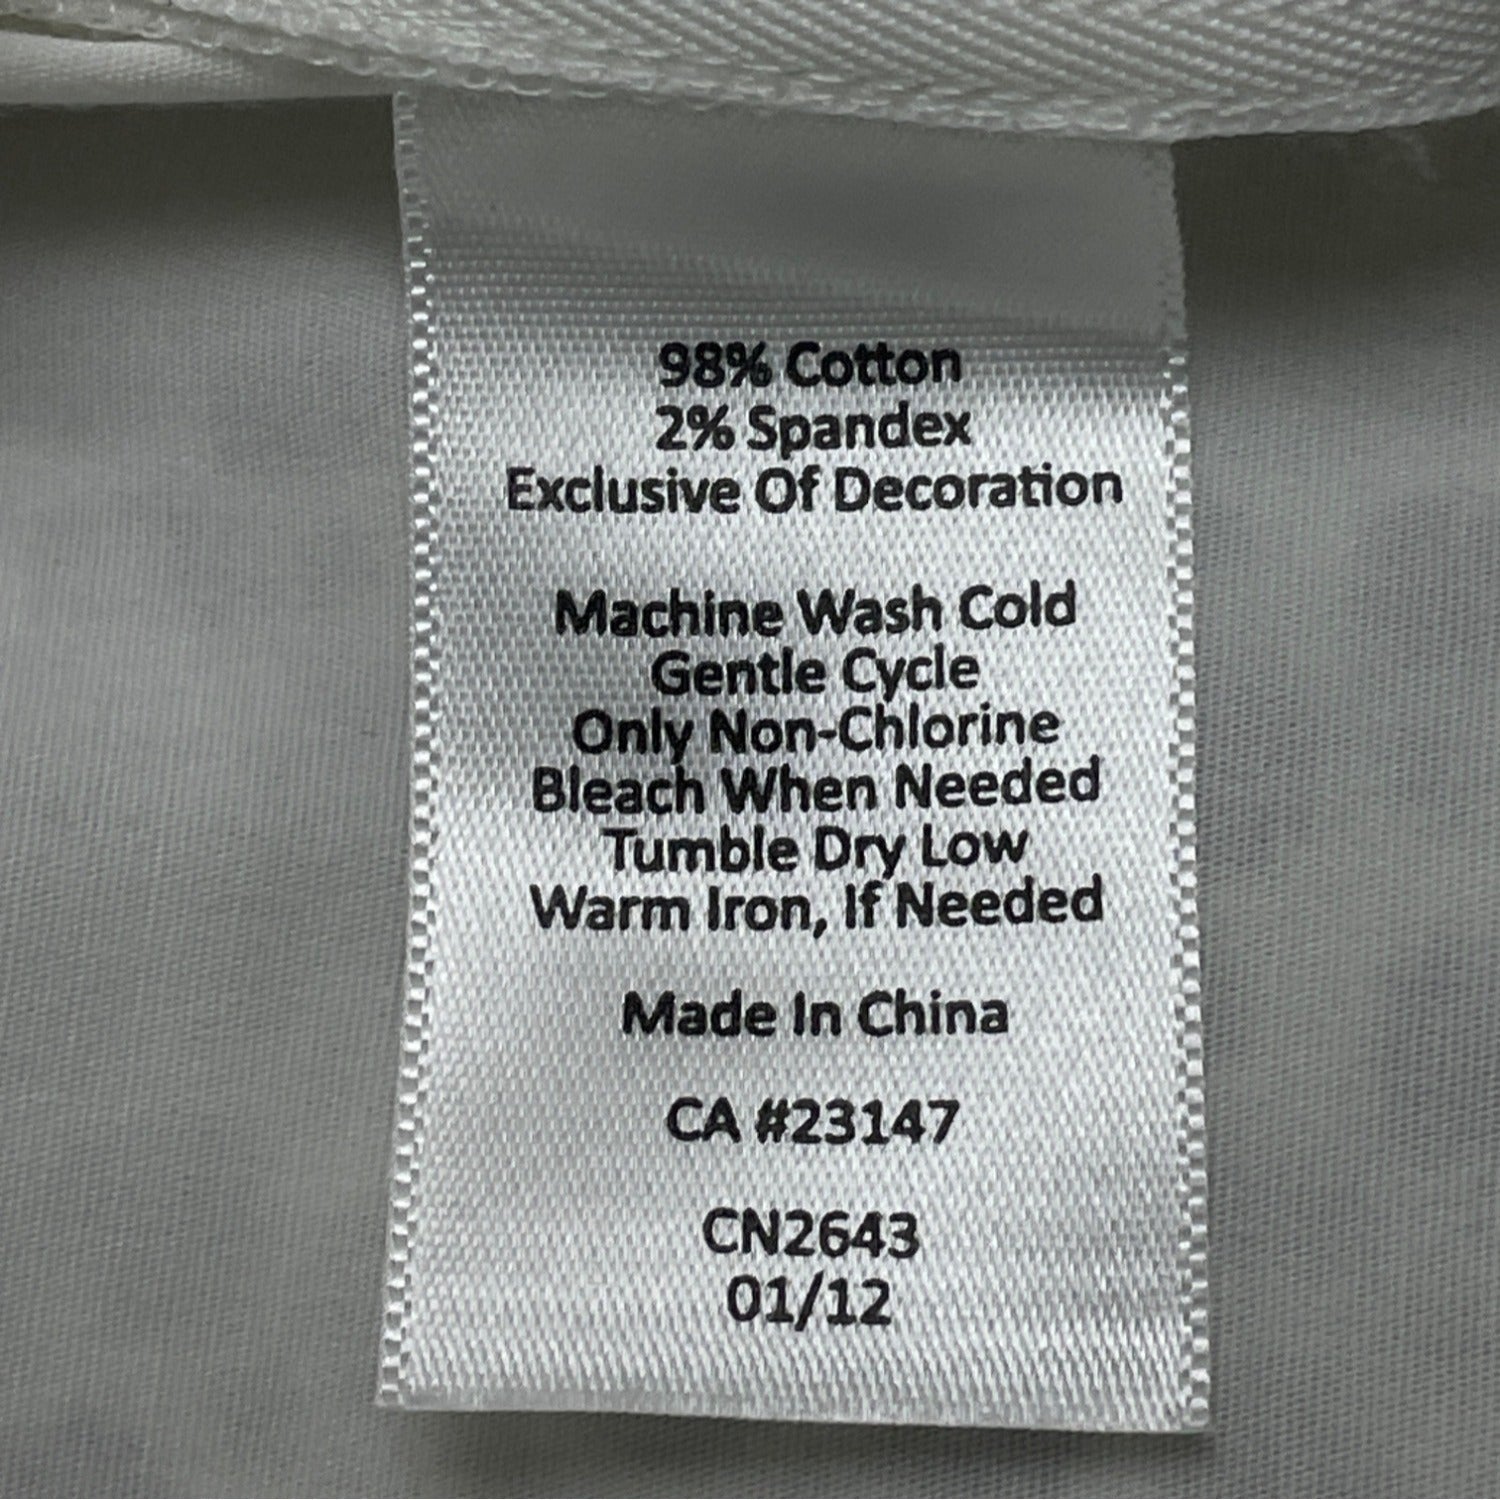 98% Cotton
2% Spandex
Exclusive Of Decoration
Machine Wash Cold
Gentle Cycle
Only Non-Chlorine
Bleach When Needed
Tumble Dry Low
Warm Iron, If Needed
Made In China
CA #23147
CN2643
01/12